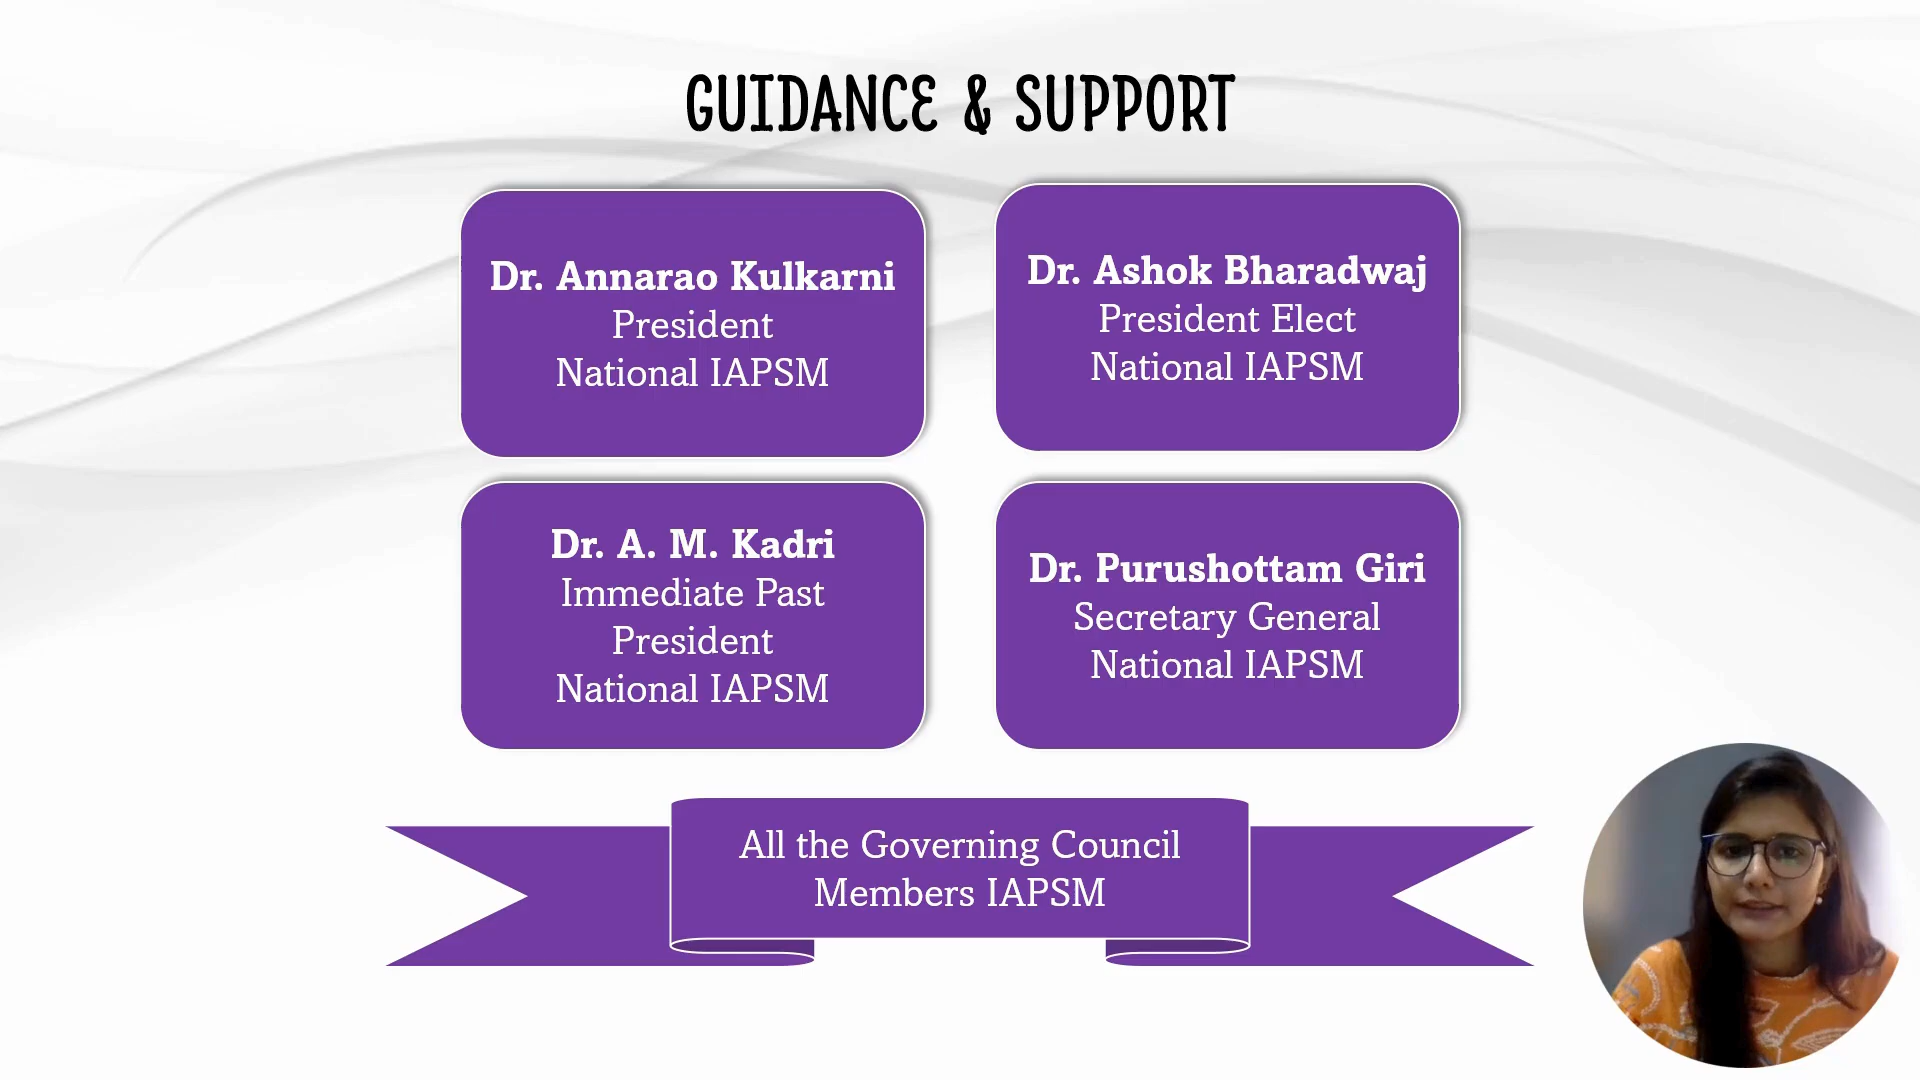 GUIDANCE & SUPPORT
Dr. Annarao Kulkarni
President
National IAPSM
Dr. Ashok Bharadwaj
President Elect
National IAPSM
Dr. A. M. Kadri
Immediate Past
President
National IAPSM
Dr. Purushottam Giri
Secretary General
National IAPSM
All the Governing Council
Members IAPSM